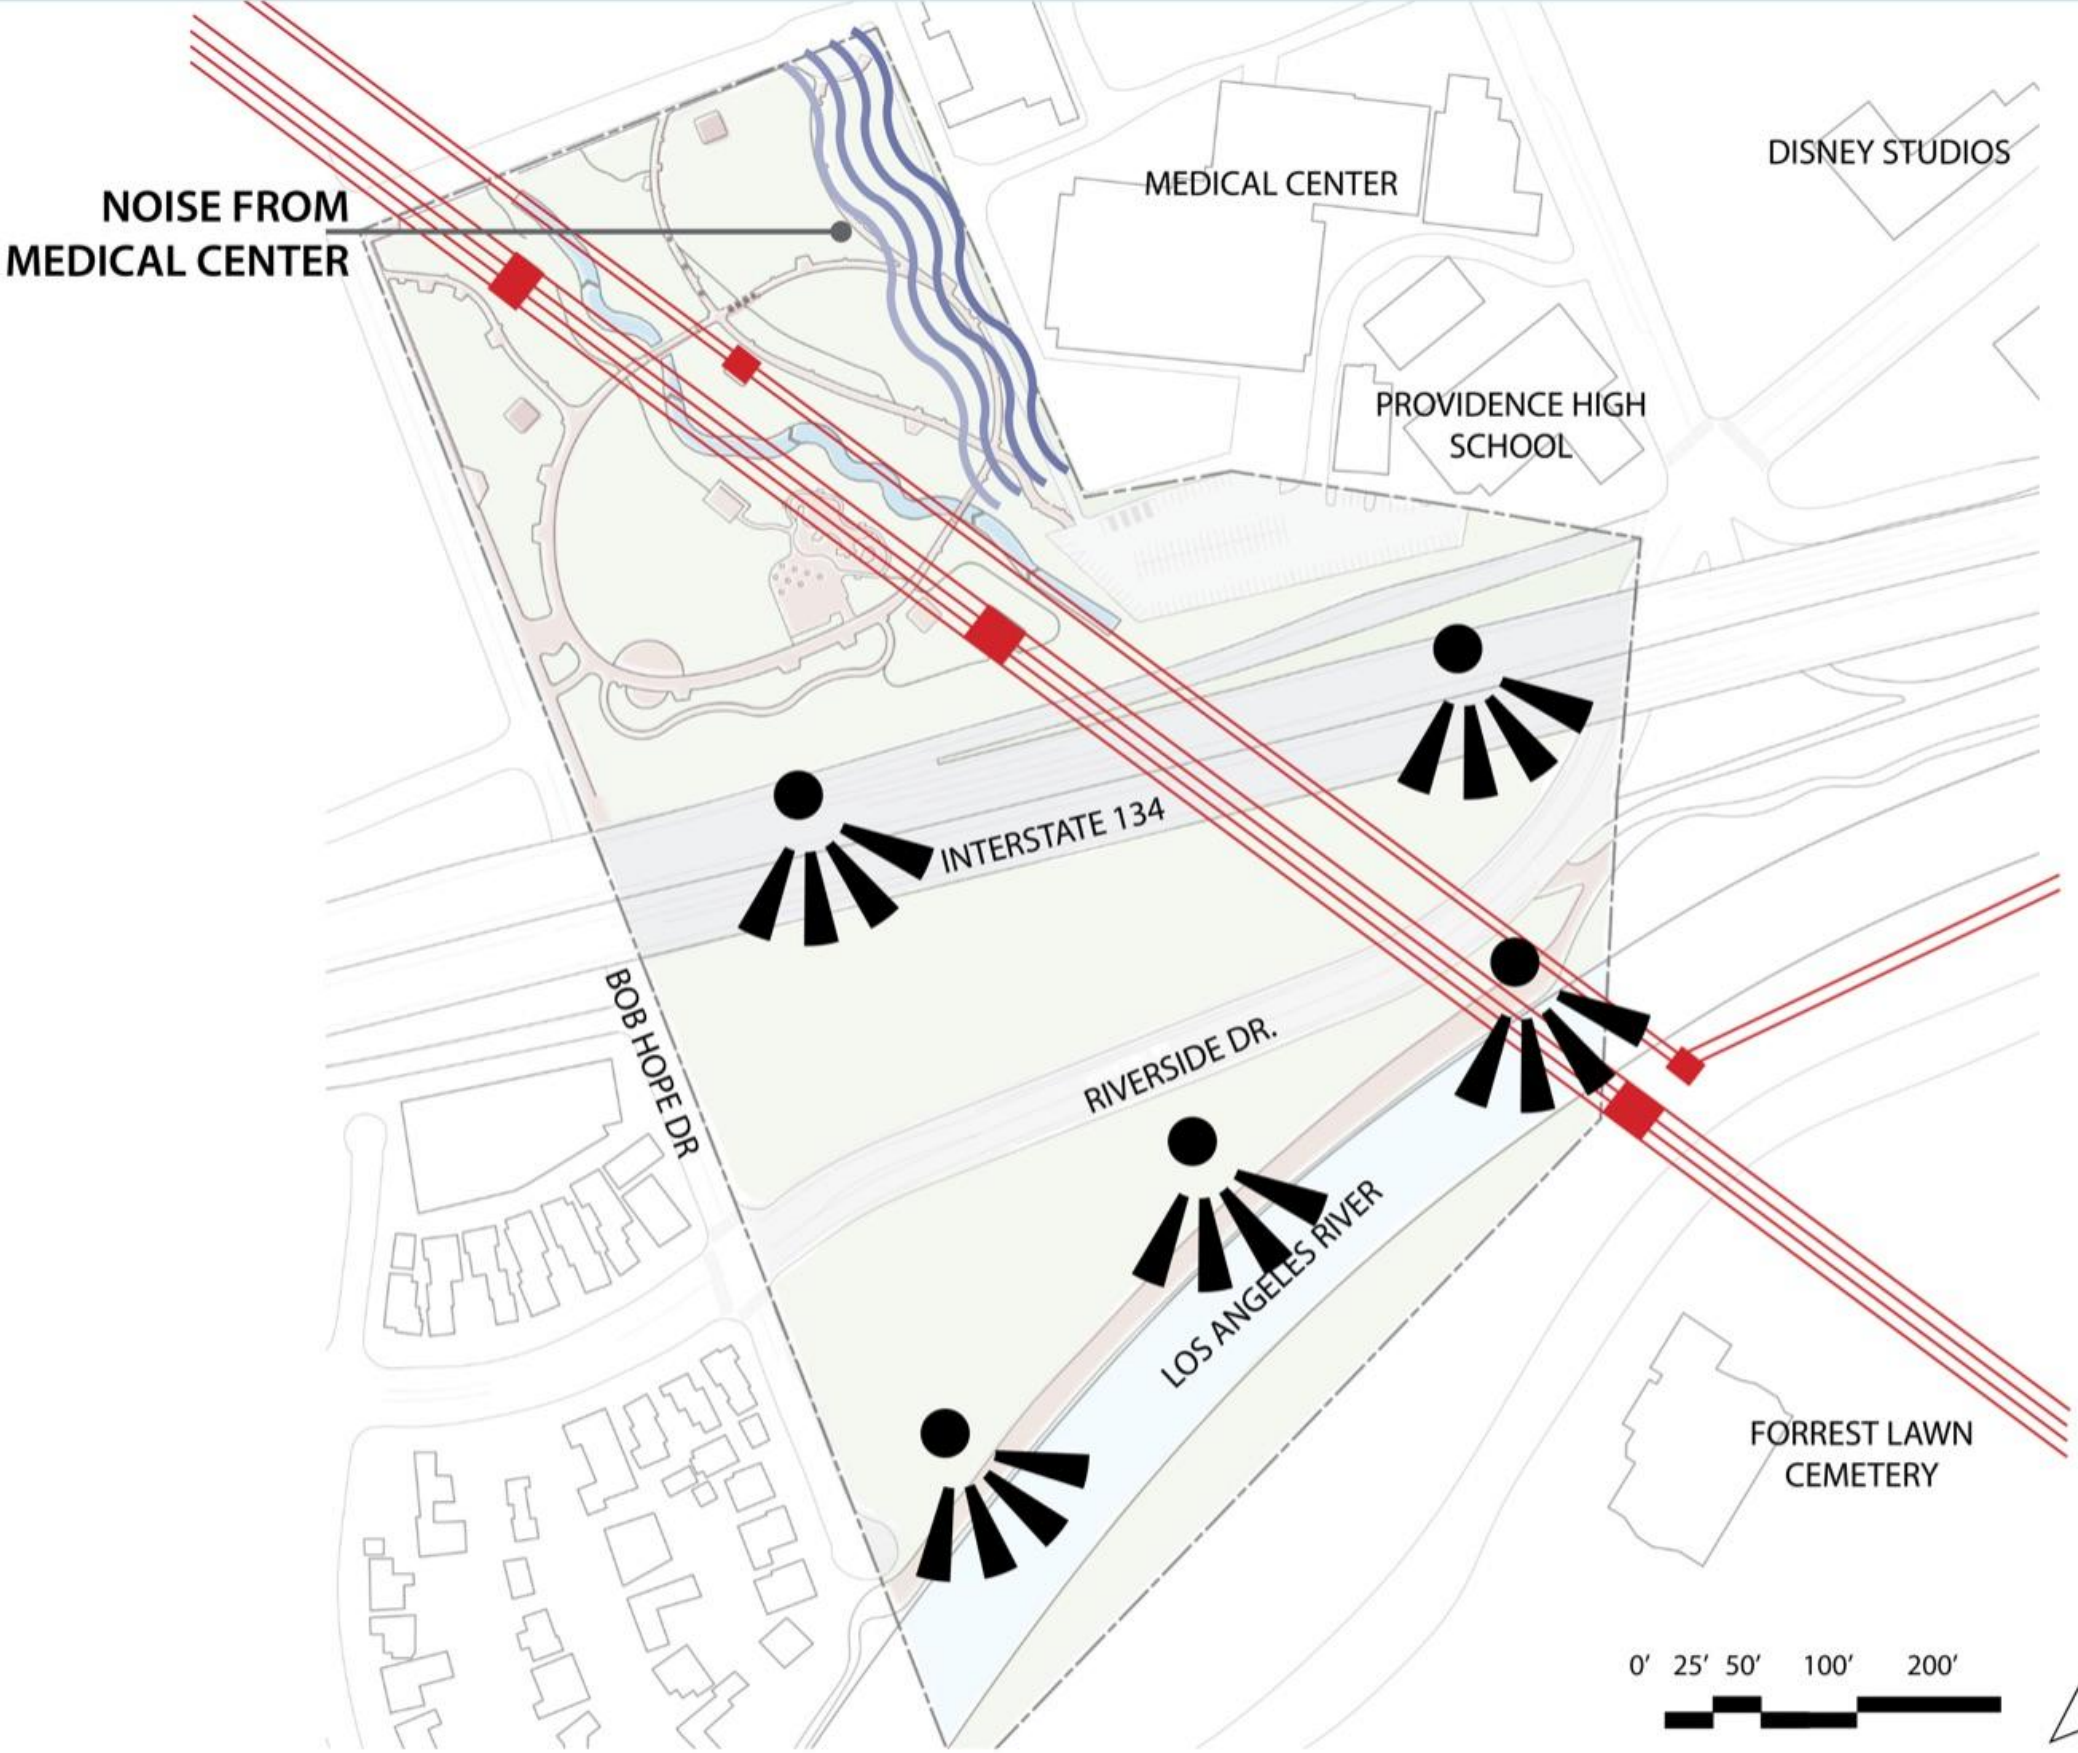 NOISE FROM
MEDICAL CENTER
MEDICAL CENTER
DISNEY STUDIOS
PROVIDENCE HIGH
SCHOOL
INTERSTATE 134
BOB HOPE DR
RIVERSIDE DR.
LOS ANGELES RIVER
FORREST LAWN
CEMETERY
0' 25' 50' 100' 200'